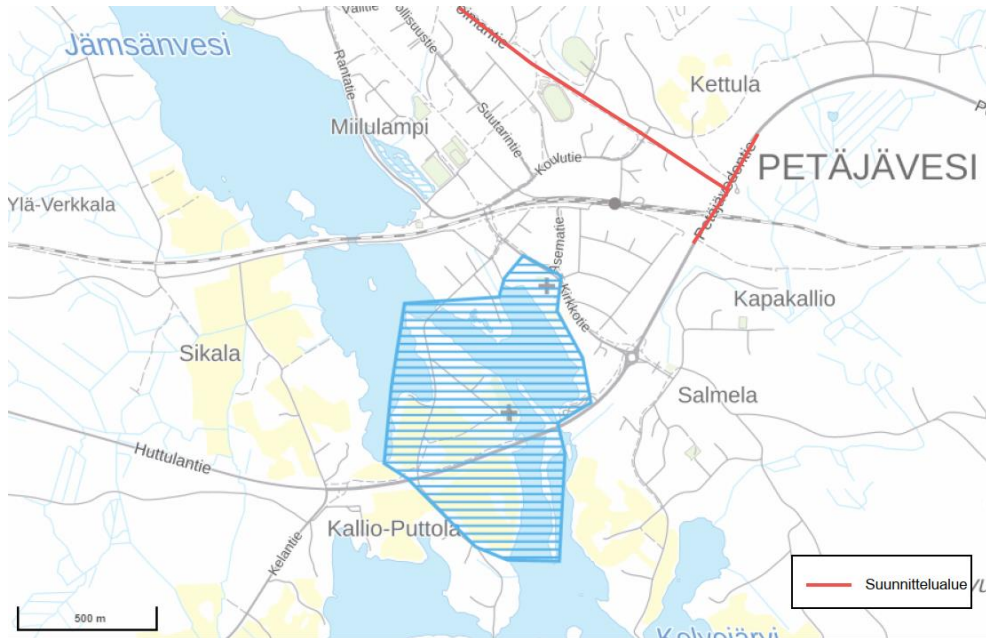 Jämsänvesi
Rantatie
Suutarintie
Kettula
Miilulampi
Koulutie
PETÄJÄVESI
Petäjävedentie
Ylä-Verkkala
Asematie
Kirkkotie
Kapakallio
Sikala
Salmela
Huttulantie
Kallio-Puttola
Kelantie
Suunnittelualue
500 m